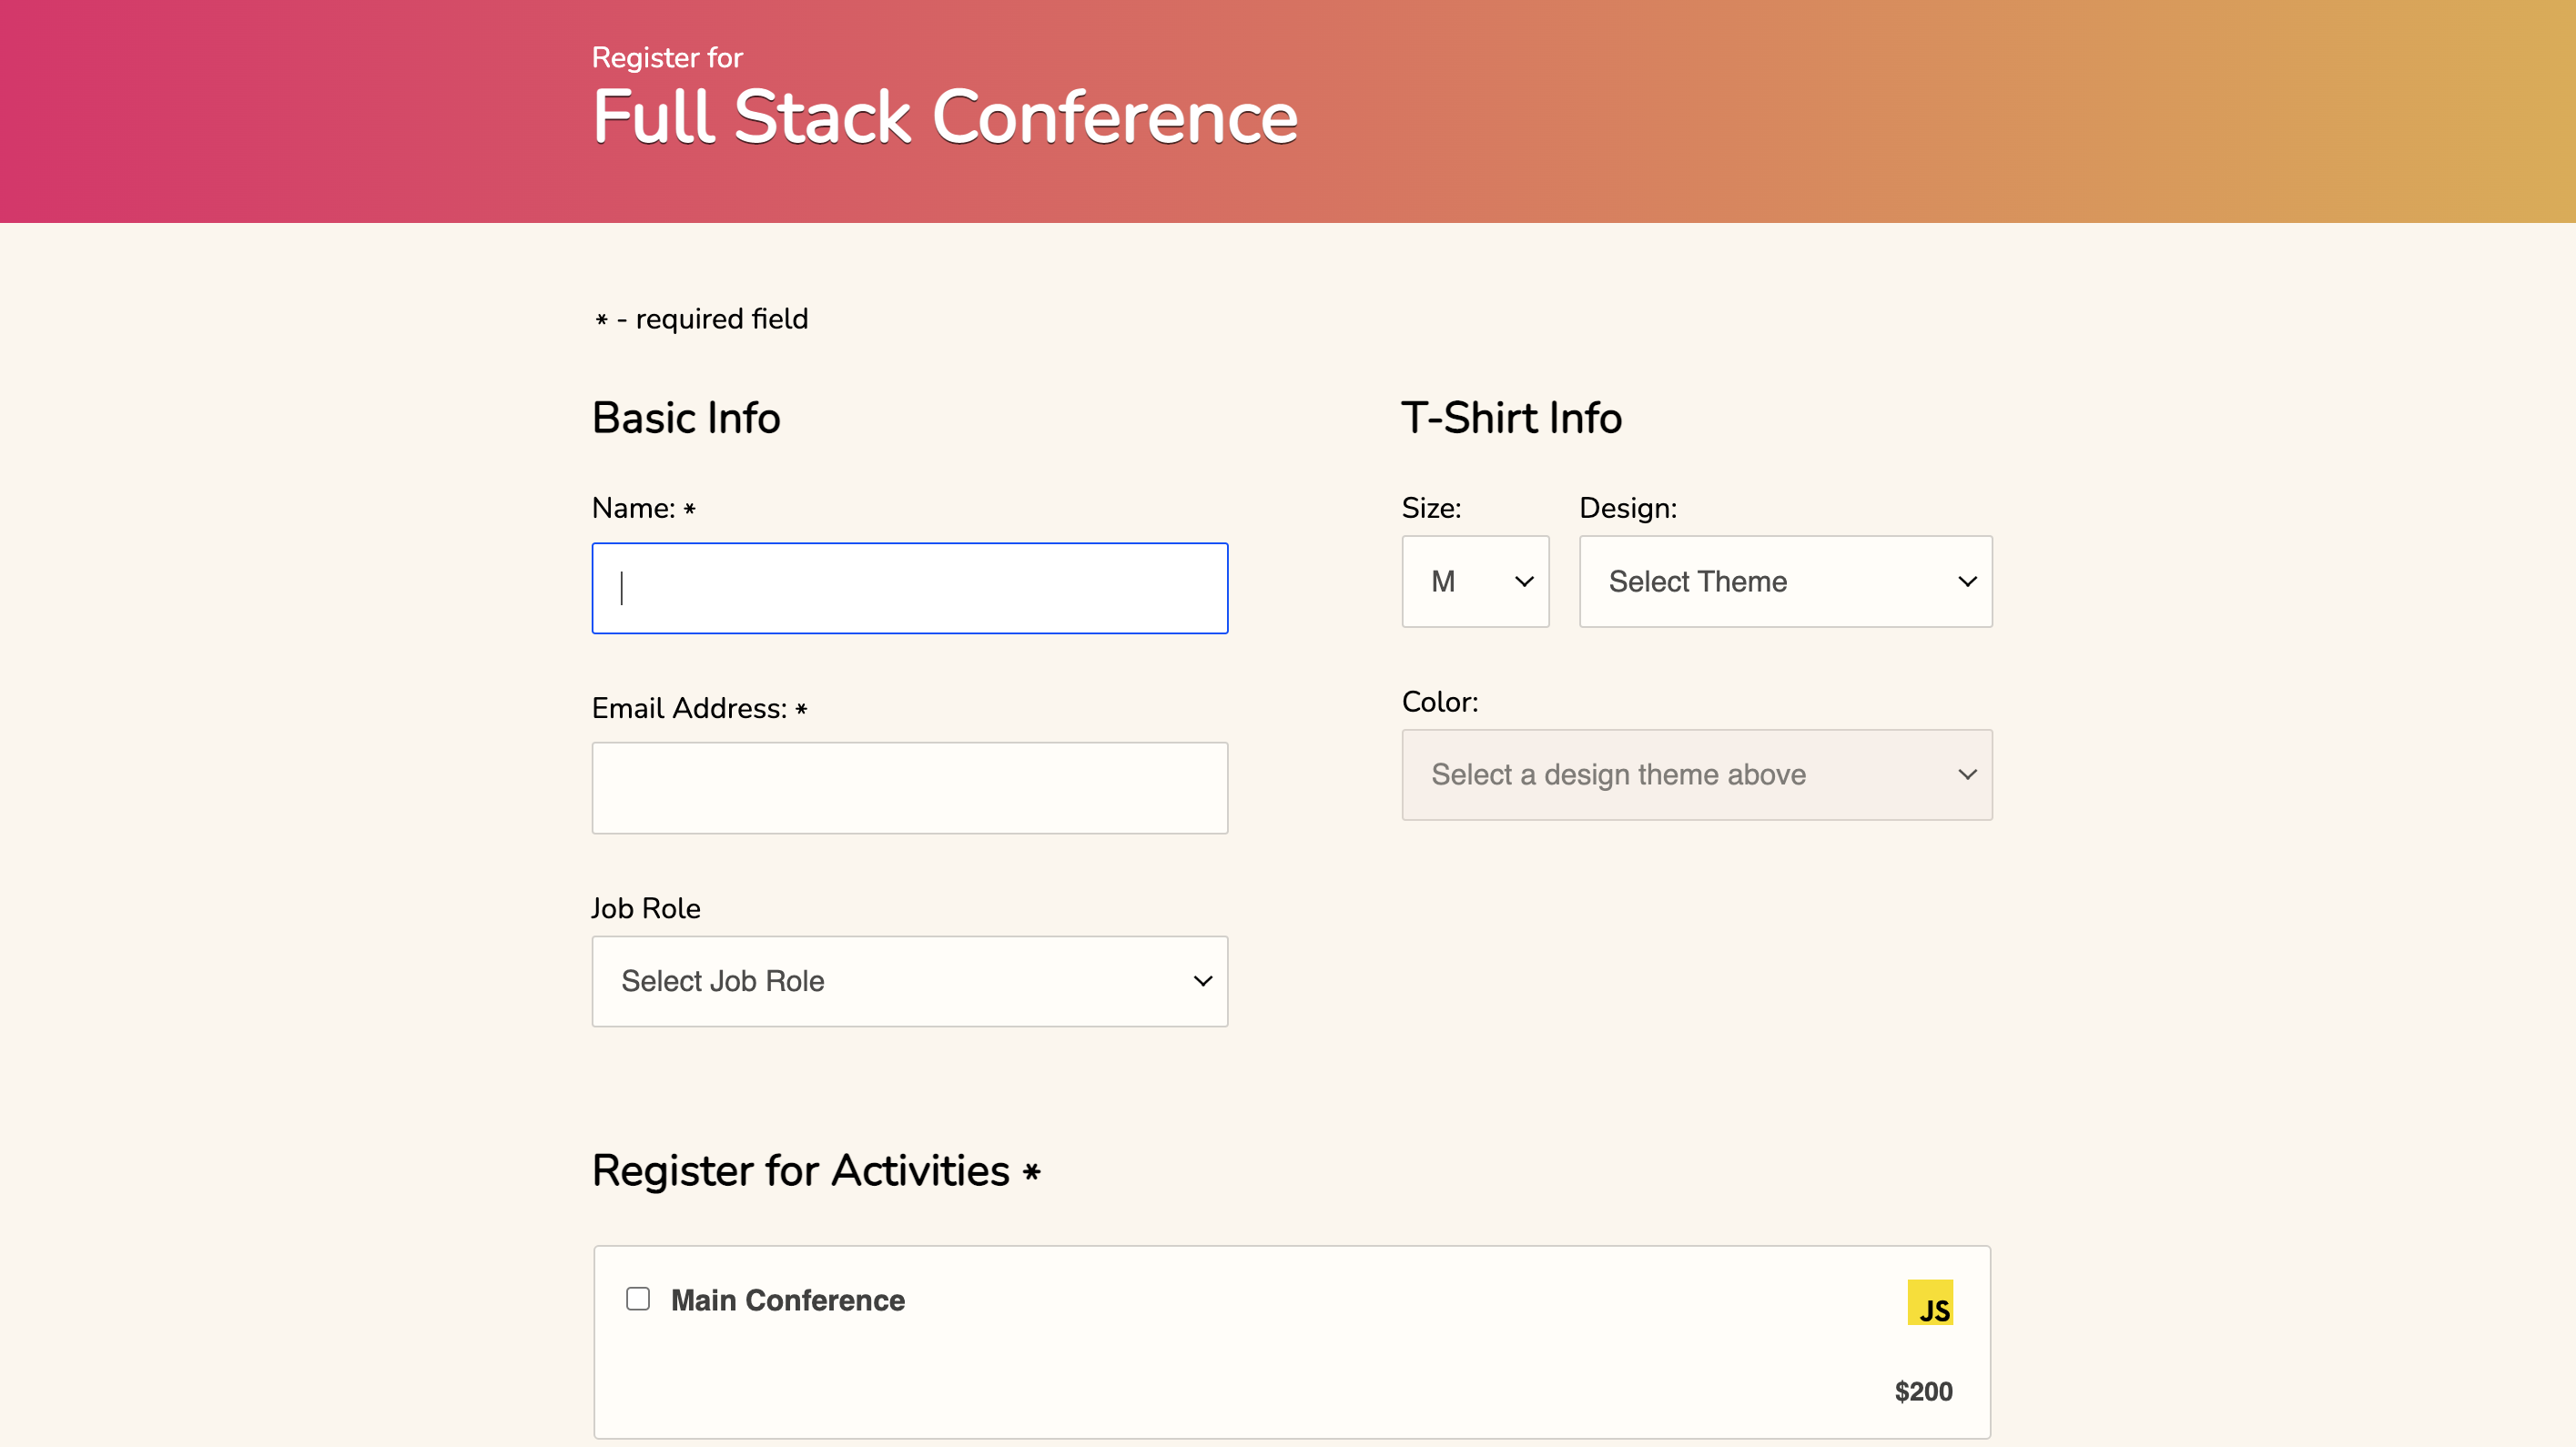 Register for
Full Stack Conference
* - required field
Basic Info
Name: *
Email Address: *
Job Role
Select Job Role
T-Shirt Info
Size:
Design:
M
Select Theme
Color:
Select a design theme above
Register for Activities *
Main Conference
JS
$200